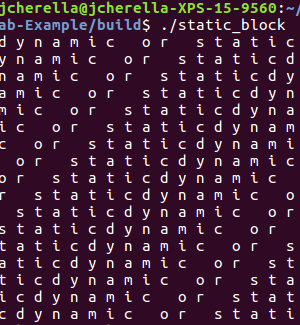 jcherella@jcherella-XPS-15-9560:~/
ab-Example/build$ ./static_block
d y n a m i c   o r   s t a t i c
y n a m i c   o r   s t a t i c d
n a m i c   o r   s t a t i c d y
a m i c   o r   s t a t i c d y n
m i c   o r   s t a t i c d y n a
i c   o r   s t a t i c d y n a m
c   o r   s t a t i c d y n a m i
  o r   s t a t i c d y n a m i c
o r   s t a t i c d y n a m i c
r   s t a t i c d y n a m i c   o
  s t a t i c d y n a m i c   o r
s t a t i c d y n a m i c   o r
t a t i c d y n a m i c   o r   s
a t i c d y n a m i c   o r   s t
t i c d y n a m i c   o r   s t a
i c d y n a m i c   o r   s t a t
c d y n a m i c   o r   s t a t i